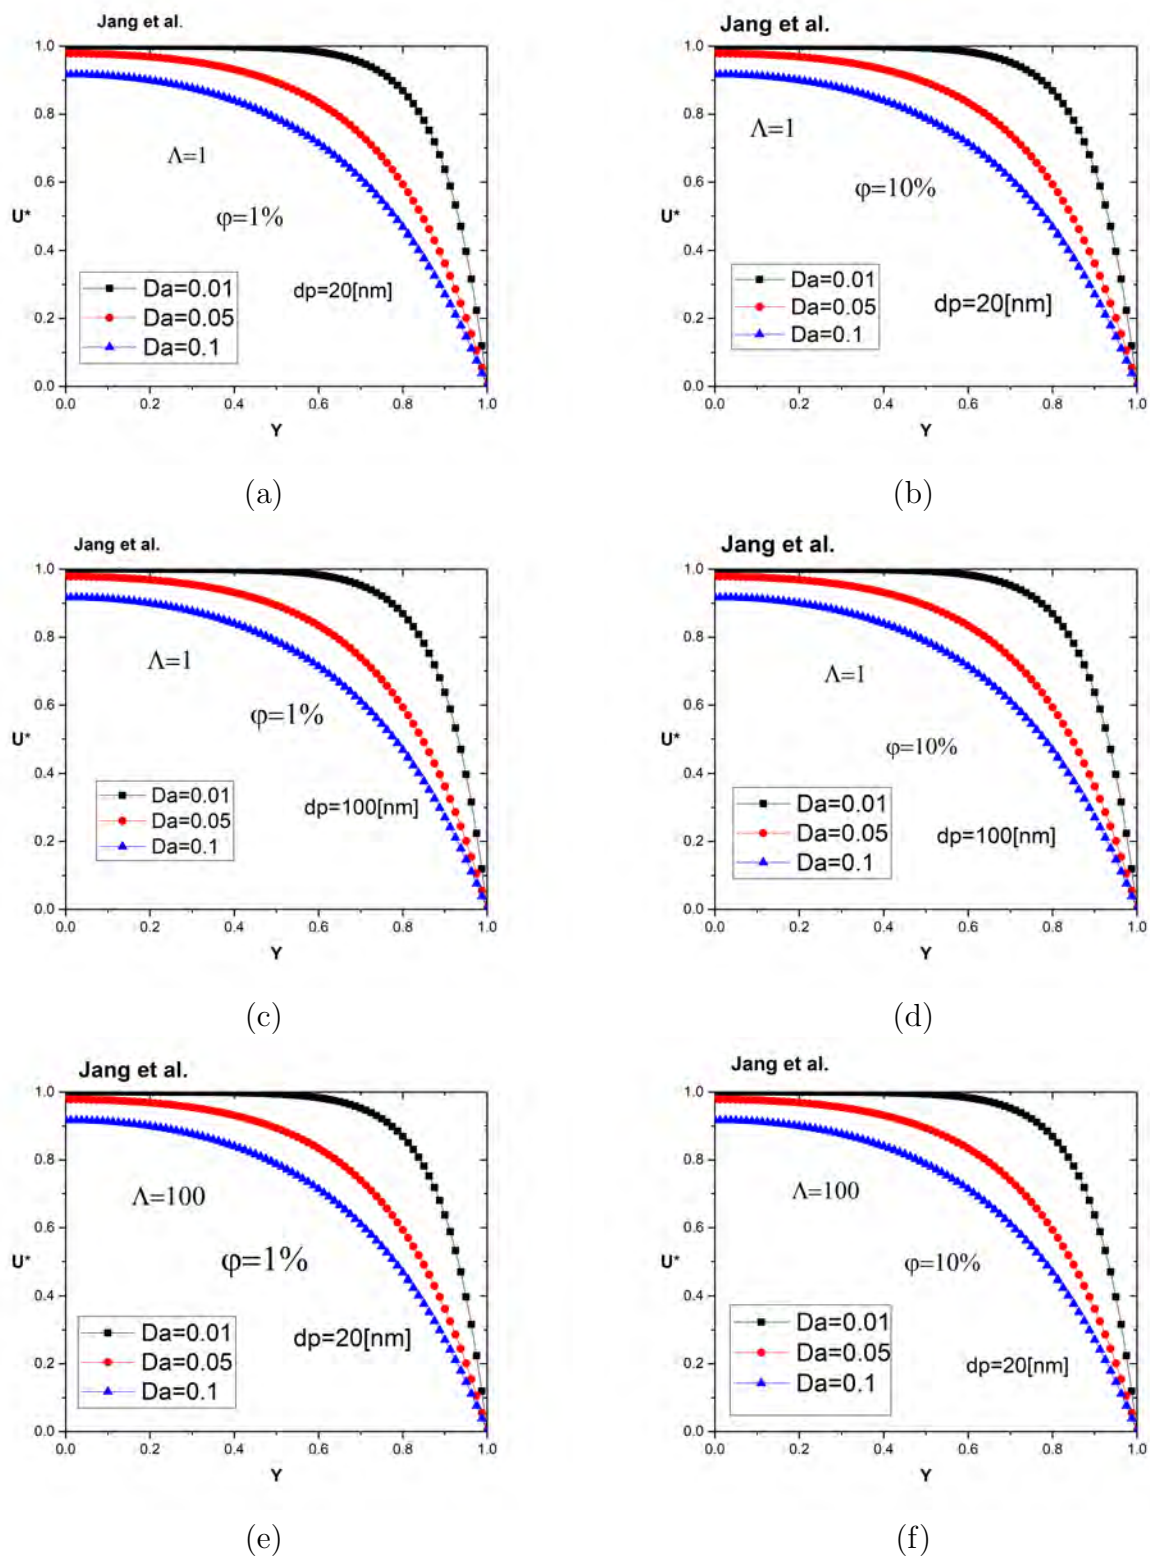 Jang et al.
1.0
0.8
0.6
U*
0.4
0.2
0.0
Λ=1
φ=1%
dp=20[nm]
Da=0.01
Da=0.05
Da=0.1
0.0 0.2 0.4 0.6 0.8 1.0
Y
(a)
Jang et al.
1.0
0.8
0.6
U*
0.4
0.2
0.0
Λ=1
φ=10%
dp=20[nm]
Da=0.01
Da=0.05
Da=0.1
0.0 0.2 0.4 0.6 0.8 1.0
Y
(b)
Jang et al.
1.0
0.8
0.6
U*
0.4
0.2
0.0
Λ=1
φ=1%
dp=100[nm]
Da=0.01
Da=0.05
Da=0.1
0.0 0.2 0.4 0.6 0.8 1.0
Y
(c)
Jang et al.
1.0
0.8
0.6
U*
0.4
0.2
0.0
Λ=1
φ=10%
dp=100[nm]
Da=0.01
Da=0.05
Da=0.1
0.0 0.2 0.4 0.6 0.8 1.0
Y
(d)
Jang et al.
1.0
0.8
0.6
U*
0.4
0.2
0.0
Λ=100
φ=1%
dp=20[nm]
Da=0.01
Da=0.05
Da=0.1
0.0 0.2 0.4 0.6 0.8 1.0
Y
(e)
Jang et al.
1.0
0.8
0.6
U*
0.4
0.2
0.0
Λ=100
φ=10%
dp=20[nm]
Da=0.01
Da=0.05
Da=0.1
0.0 0.2 0.4 0.6 0.8 1.0
Y
(f)